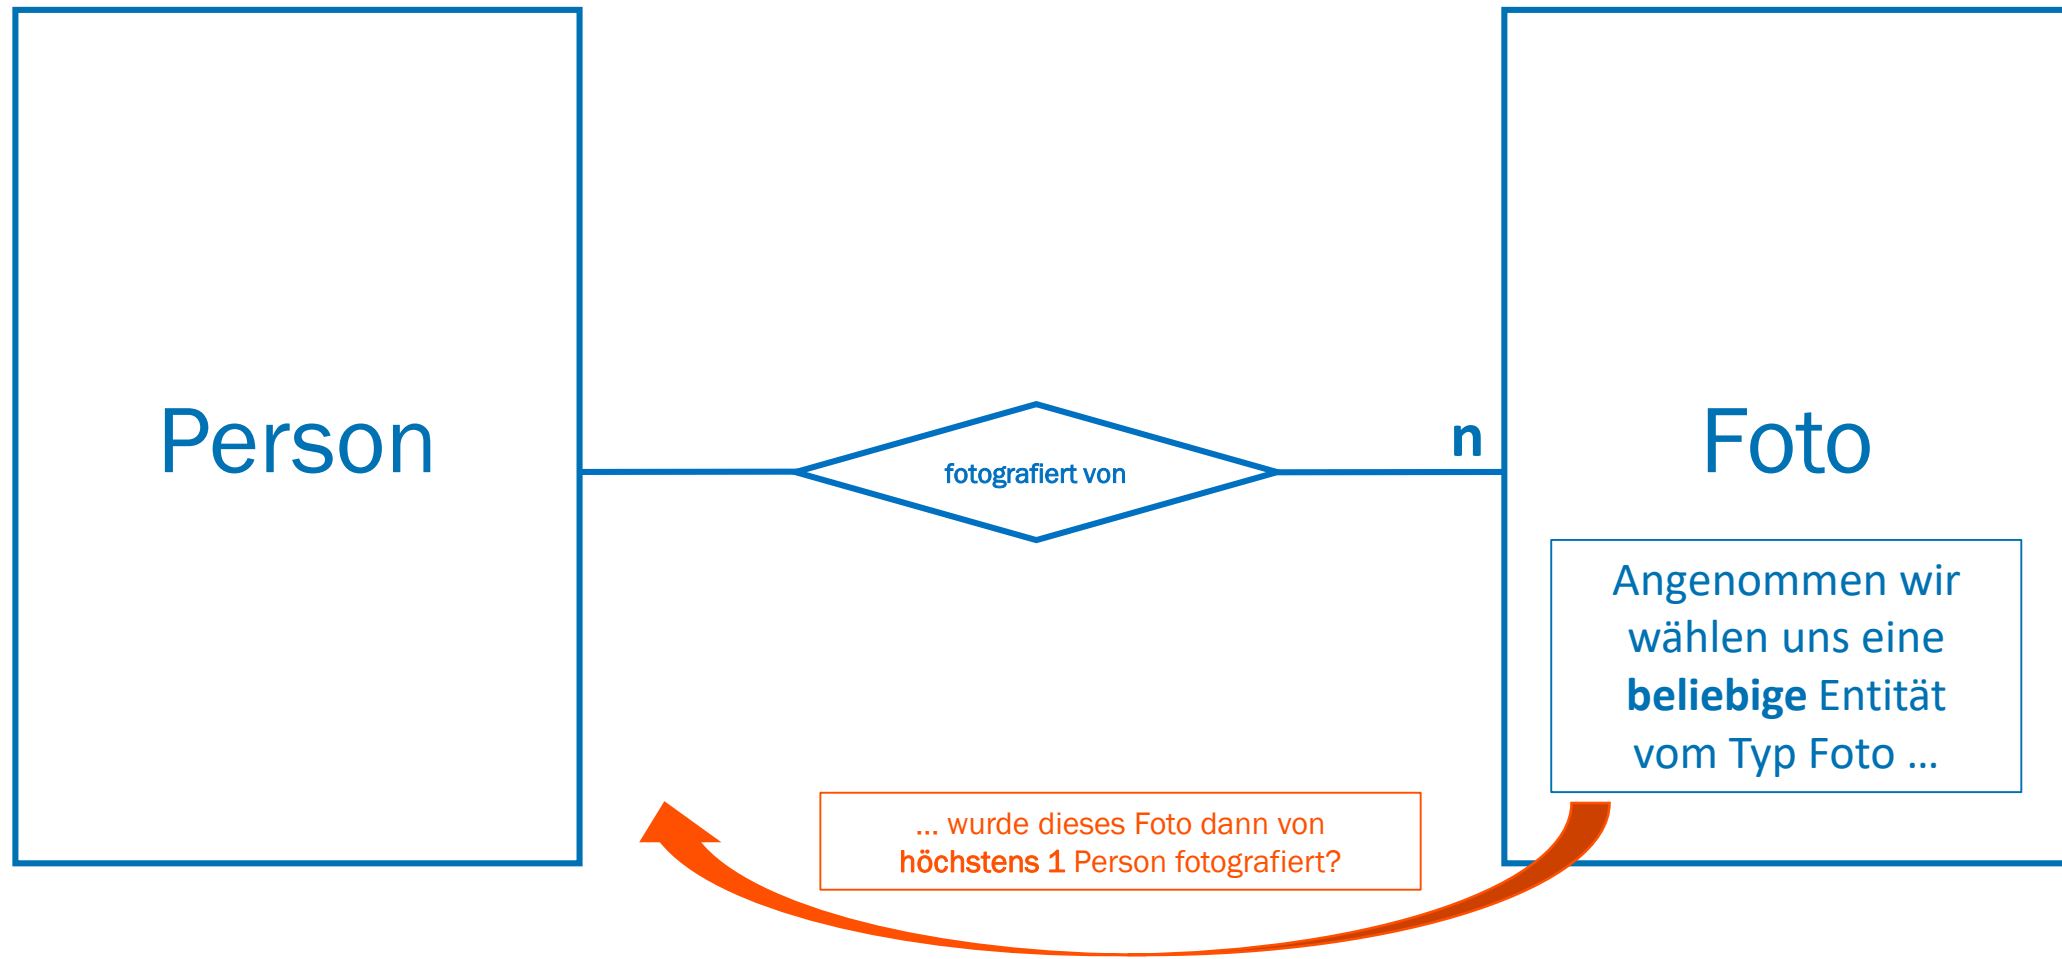 Person
fotografiert von
n
Foto
Angenommen wir
wählen uns eine
beliebige Entität
vom Typ Foto ...
... wurde dieses Foto dann von
höchstens 1 Person fotografiert?